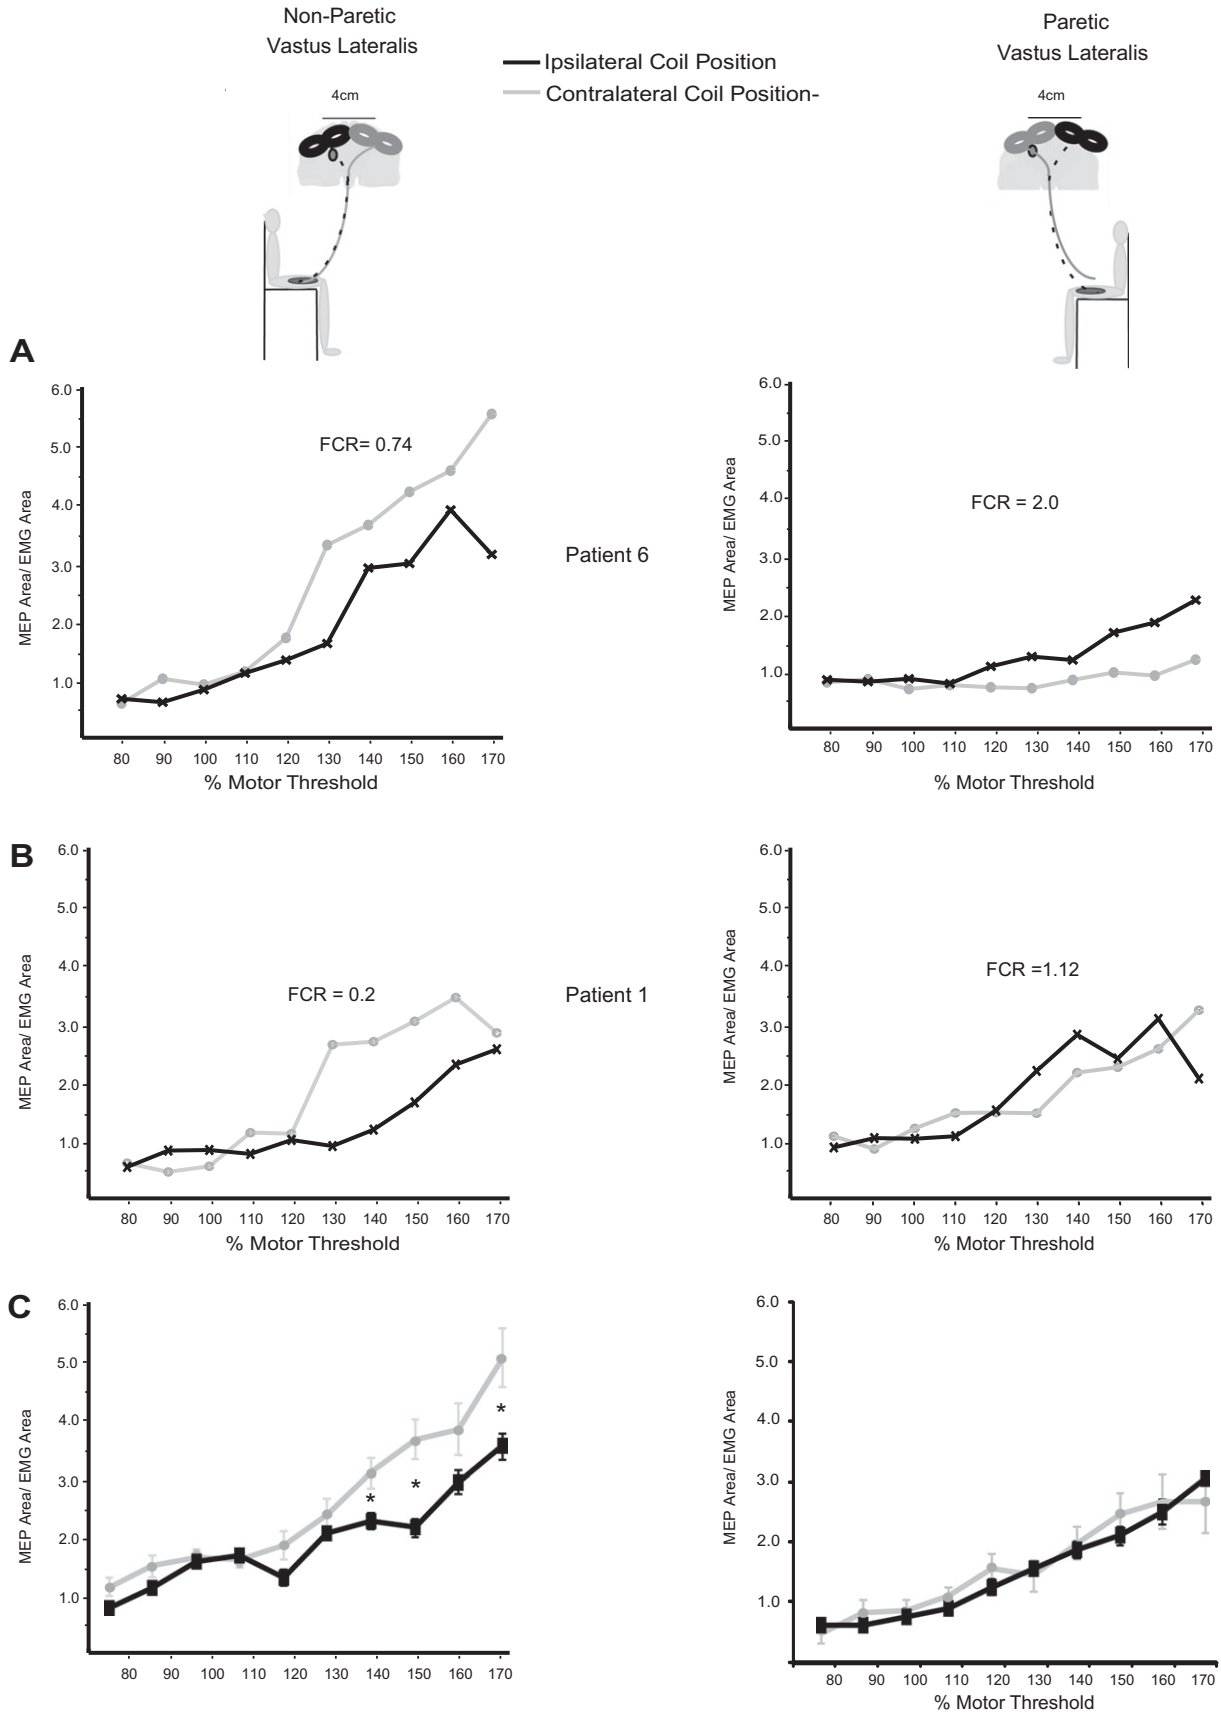 Non-Paretic
Vastus Lateralis
Ipsilateral Coil Position
Contralateral Coil Position-
Paretic
Vastus Lateralis
4cm
4cm
A
6.0
5.0
4.0
3.0
2.0
1.0
MEP Area/ EMG Area
FCR= 0.74
80 90 100 110 120 130 140 150 160 170
% Motor Threshold
Patient 6
6.0
5.0
4.0
3.0
2.0
1.0
MEP Area/ EMG Area
FCR = 2.0
80 90 100 110 120 130 140 150 160 170
% Motor Threshold
B
6.0
5.0
4.0
3.0
2.0
1.0
MEP Area/ EMG Area
FCR = 0.2
80 90 100 110 120 130 140 150 160 170
% Motor Threshold
Patient 1
6.0
5.0
4.0
3.0
2.0
1.0
MEP Area/ EMG Area
FCR =1.12
80 90 100 110 120 130 140 150 160 170
% Motor Threshold
C
6.0
5.0
4.0
3.0
2.0
1.0
MEP Area/ EMG Area
*
*
*
80 90 100 110 120 130 140 150 160 170
6.0
5.0
4.0
3.0
2.0
1.0
MEP Area/ EMG Area
80 90 100 110 120 130 140 150 160 170
% Motor Threshold